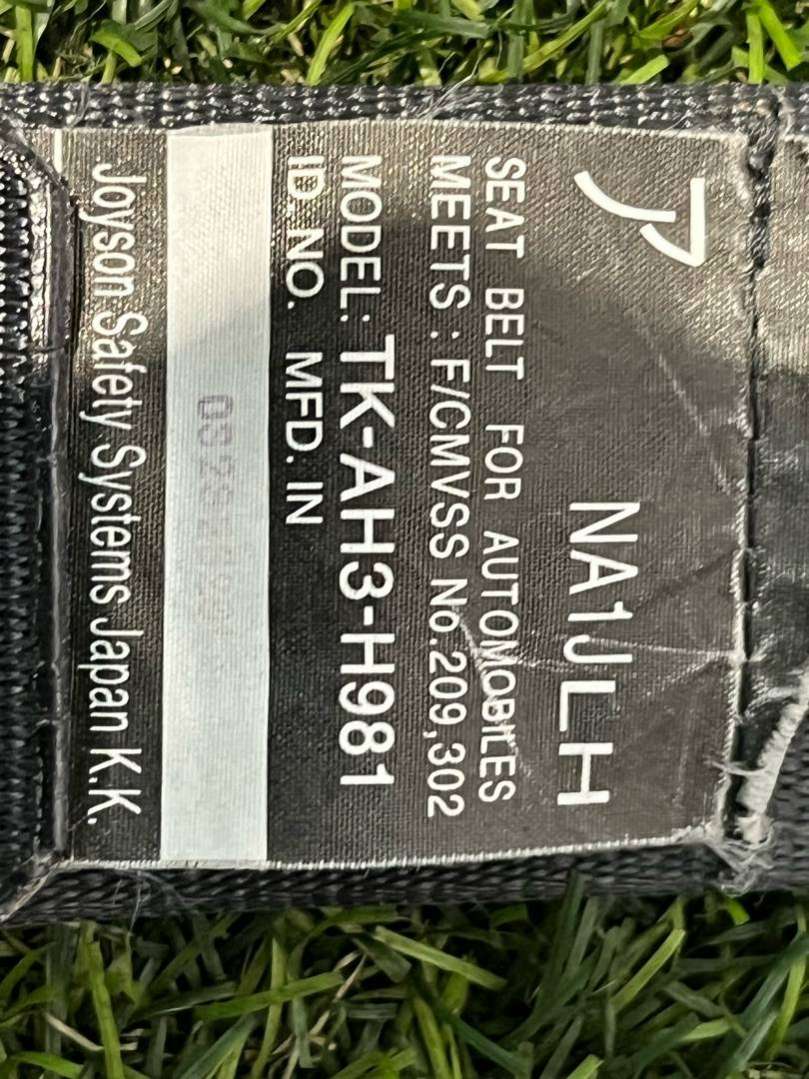 NA1JLH
SEAT BELT FOR AUTOMOBILES
MEETS : F/CMVSS No.209,302
MODEL: TK-AH3-H981
ID. NO. MFD. IN
Joyson Safety Systems Japan K.K.